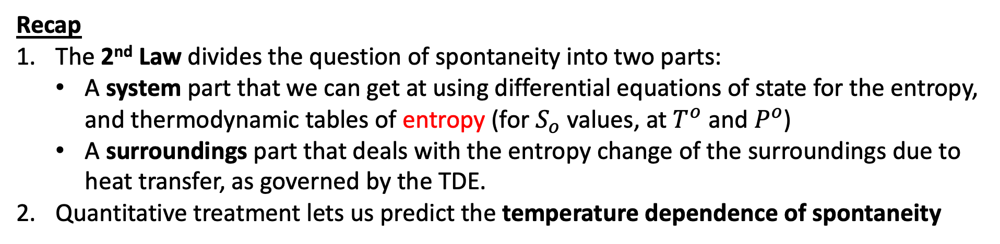 Recap
1. The 2nd Law divides the question of spontaneity into two parts:
• A system part that we can get at using differential equations of state for the entropy,
and thermodynamic tables of entropy (for Sₒ values, at Tᵒ and Pᵒ)
• A surroundings part that deals with the entropy change of the surroundings due to
heat transfer, as governed by the TDE.
2. Quantitative treatment lets us predict the temperature dependence of spontaneity